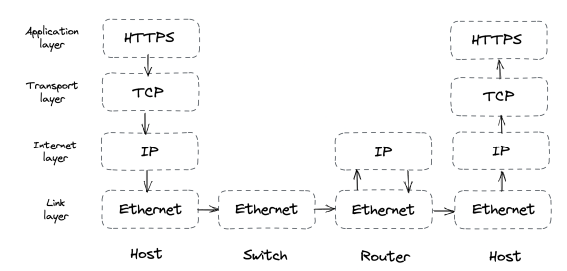 Application
layer
HTTPS
HTTPS
Transport
layer
TCP
TCP
Internet
layer
IP
IP
IP
Link
layer
Ethernet
Ethernet
Ethernet
Ethernet
Host
Switch
Router
Host